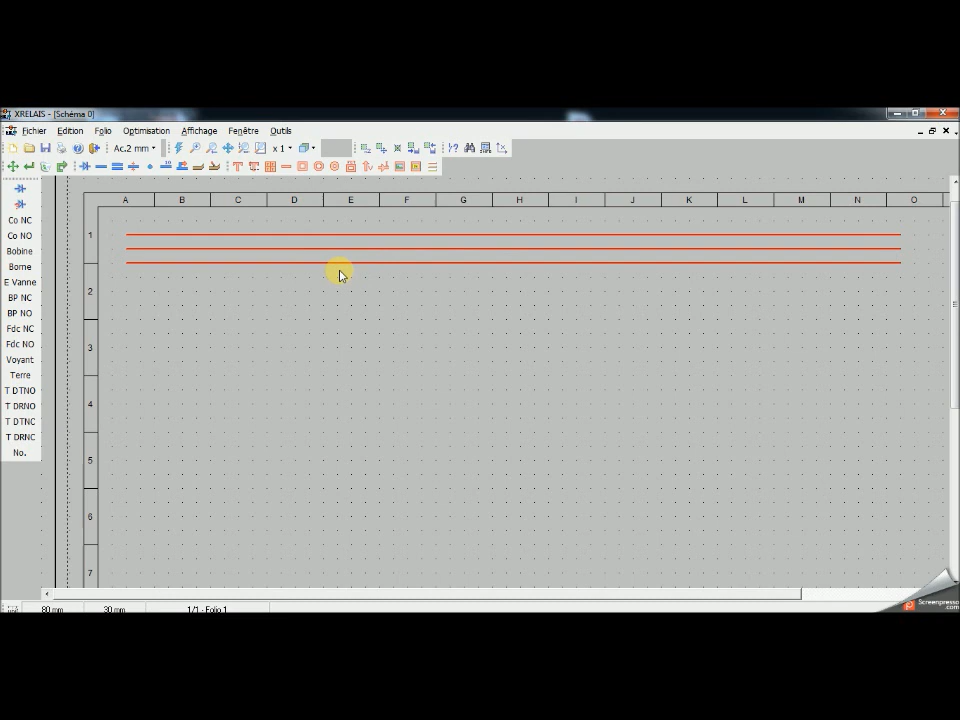 XRELAIS - [Schéma 0]
Fichier Edition Folio Optimisation Affichage Fenêtre Outils
Ac.2 mm x 1
A B C D E F G H I J K L M N O
1
2
3
4
5
6
7
Co NC
Co NO
Bobine
Borne
E Vanne
BP NC
BP NO
Fdc NC
Fdc NO
Voyant
Terre
T DTNO
T DRNO
T DTNC
T DRNC
No.
80 mm 30 mm 1/1 - Folio 1
Screenpresso
.com